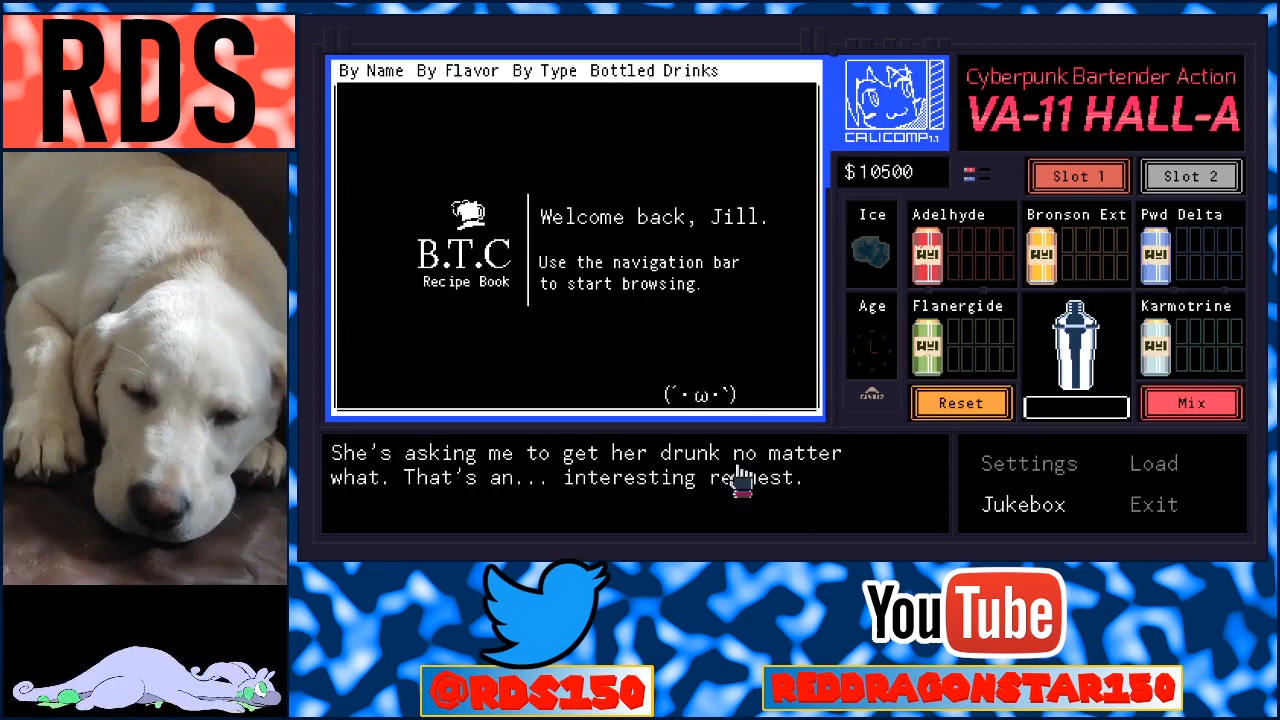 RDS
By Name By Flavor By Type Bottled Drinks
B.T.C
Recipe Book
Welcome back, Jill.
Use the navigation bar
to start browsing.
(´・ω・`)
CALICOMP1.1
Cyberpunk Bartender Action
VA-11 HALL-A
$10500
Slot 1
Slot 2
Ice
Adelhyde
Bronson Ext
Pwd Delta
Age
Flanergide
Karmotrine
Reset
Mix
She's asking me to get her drunk no matter
what. That's an... interesting request.
Settings
Load
Jukebox
Exit
YouTube
@RDS150
REDDRAGONSTAR150